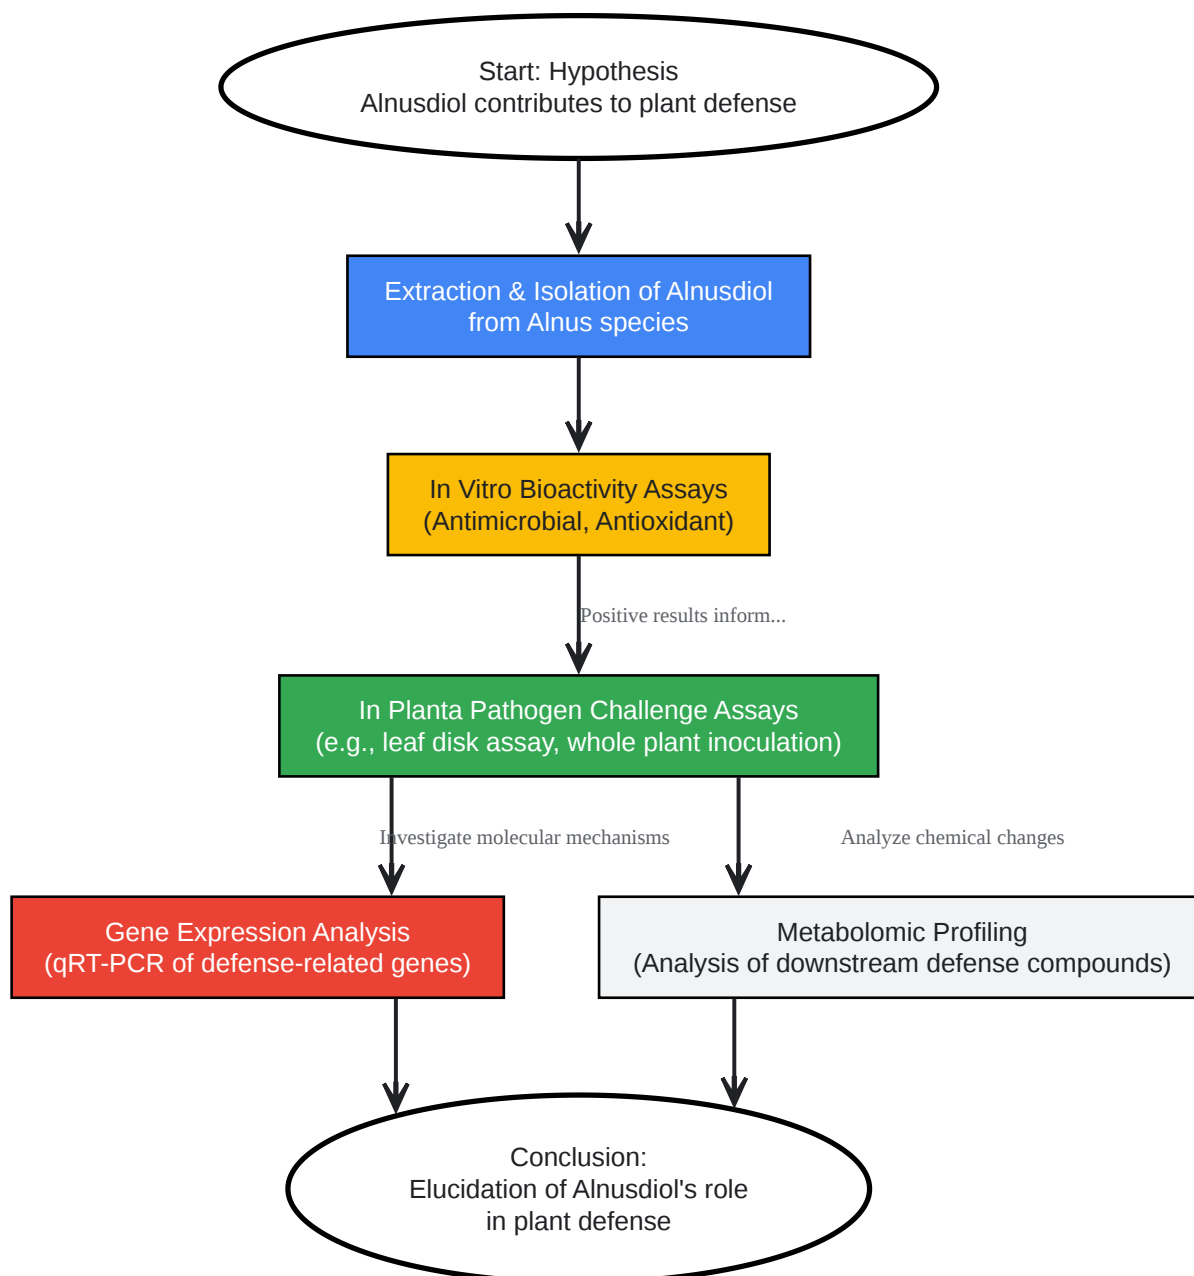 Start: Hypothesis
Alnusdiol contributes to plant defense
Extraction & Isolation of Alnusdiol
from Alnus species
In Vitro Bioactivity Assays
(Antimicrobial, Antioxidant)
Positive results inform...
In Planta Pathogen Challenge Assays
(e.g., leaf disk assay, whole plant inoculation)
Investigate molecular mechanisms
Analyze chemical changes
Gene Expression Analysis
(qRT-PCR of defense-related genes)
Metabolomic Profiling
(Analysis of downstream defense compounds)
Conclusion:
Elucidation of Alnusdiol's role
in plant defense